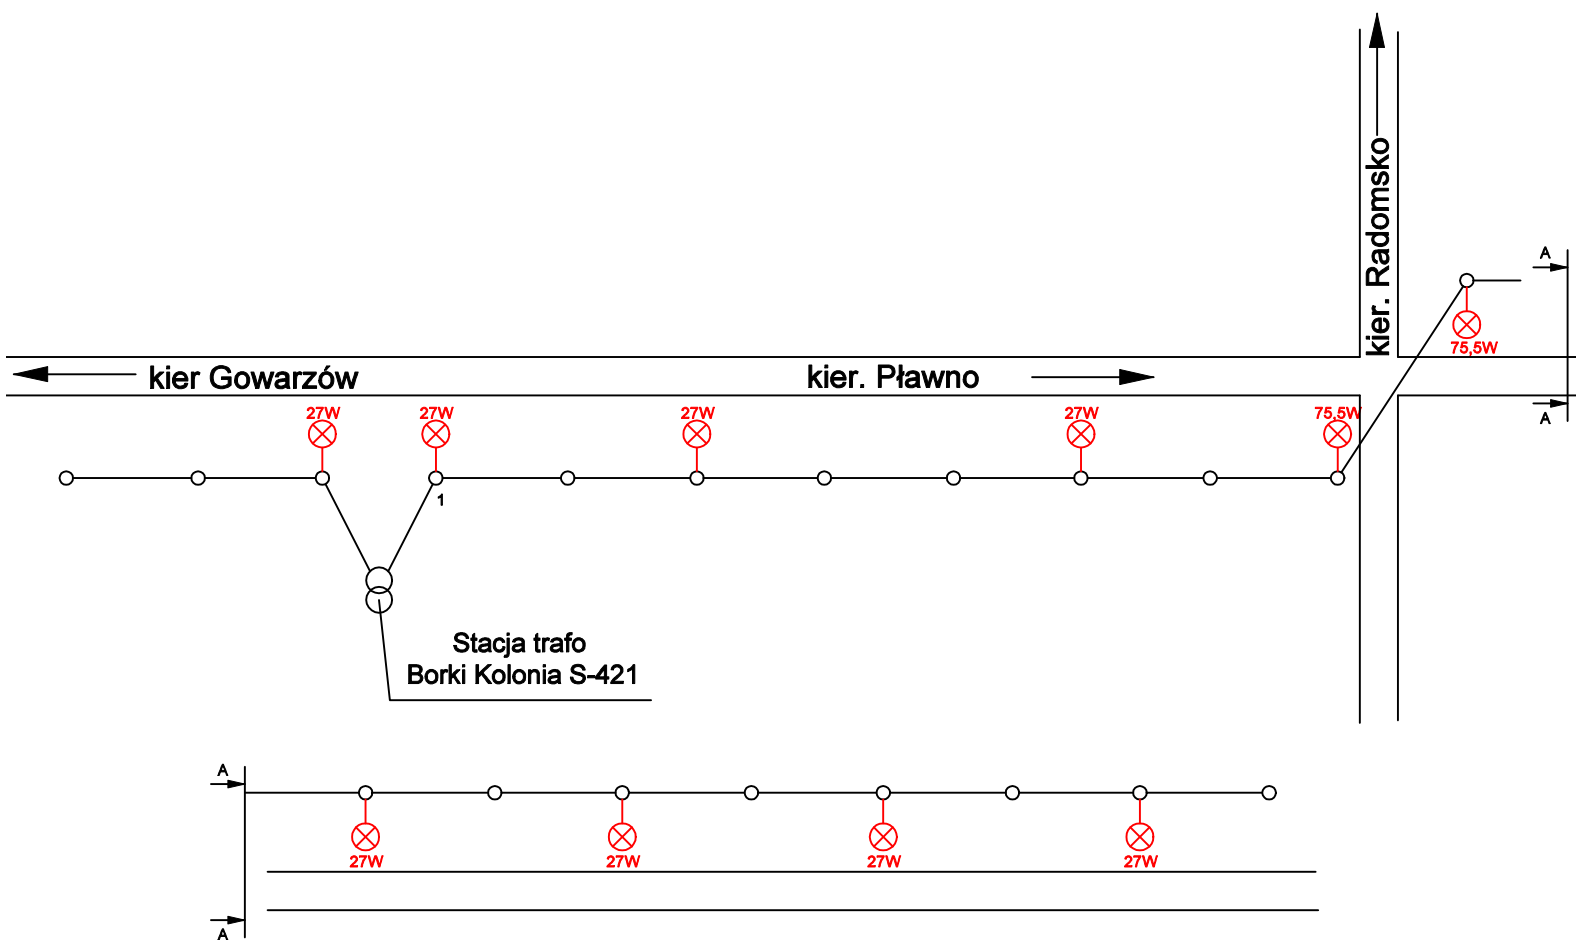 kier. Radomsko
A
75,5W
kier Gowarzów
kier. Pławno
A
27W
27W
27W
27W
75,5W
1
Stacja trafo
Borki Kolonia S-421
A
27W
27W
27W
27W
A